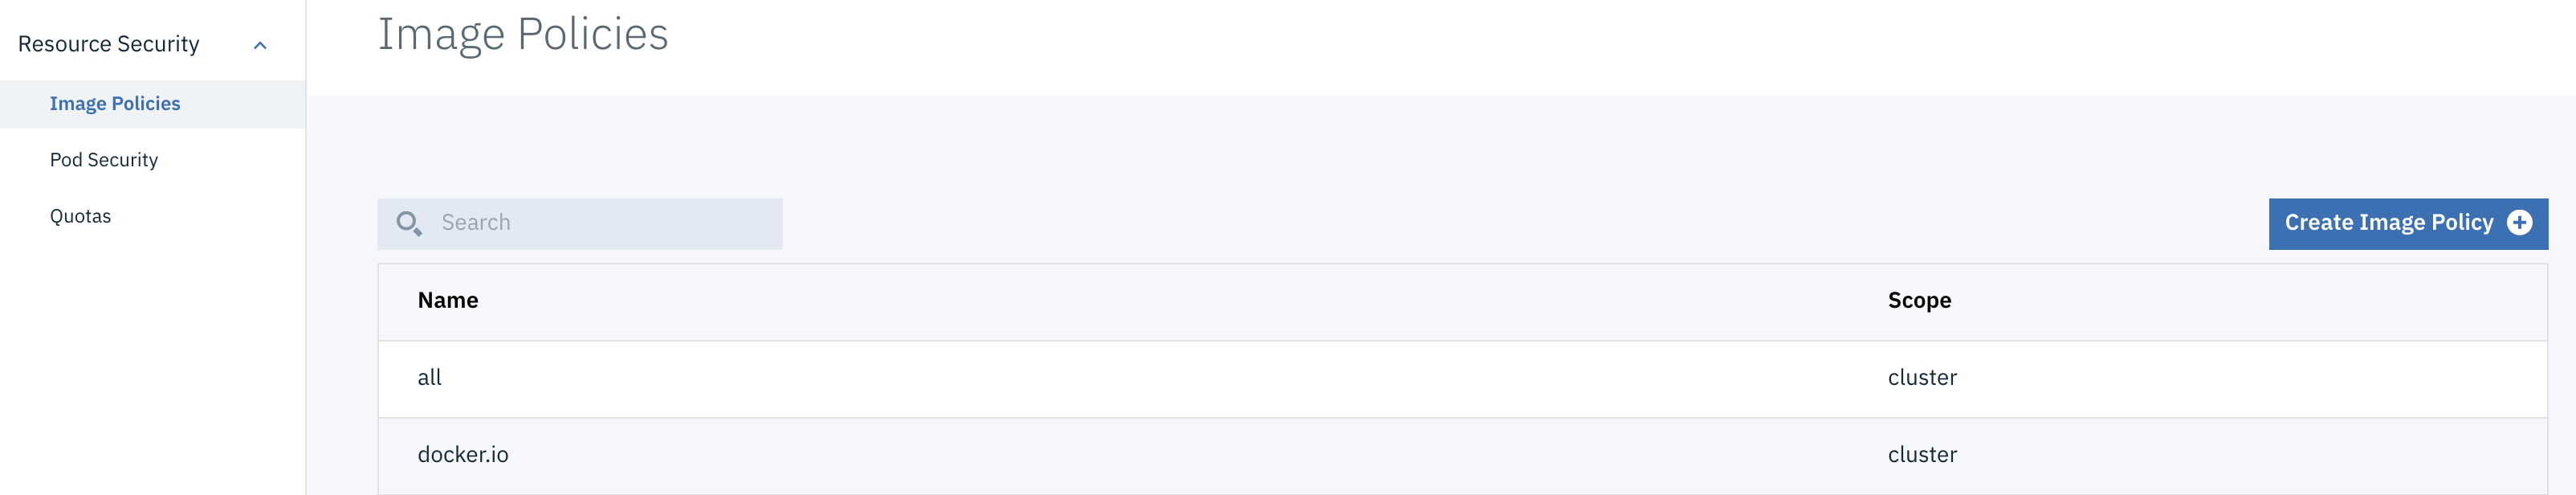 Resource Security
Image Policies
Pod Security
Quotas
Image Policies
Search
Create Image Policy
Name Scope
all cluster
docker.io cluster